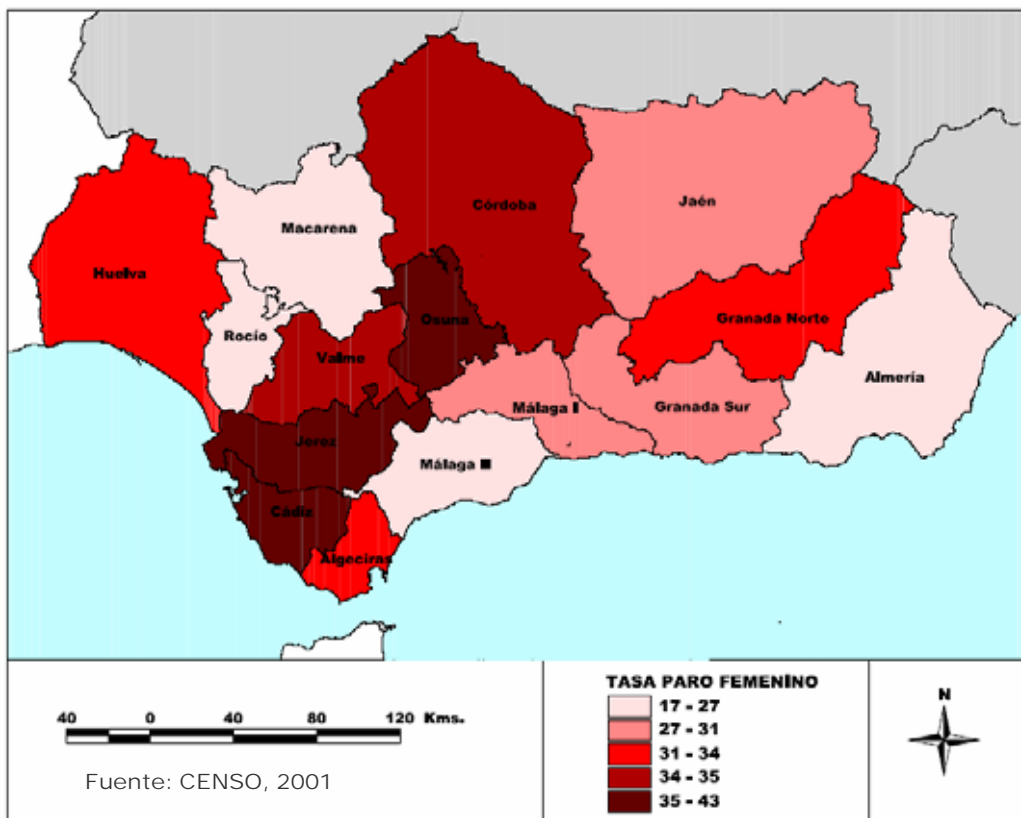 Córdoba
Jaén
Macarena
Huelva
Osuna
Granada Norte
Rocío
Valme
Almería
Málaga I
Granada Sur
Jerez
Málaga II
Cádiz
Algeciras
40 0 40 80 120 Kms.
Fuente: CENSO, 2001
TASA PARO FEMENINO
17 - 27
27 - 31
31 - 34
34 - 35
35 - 43
N